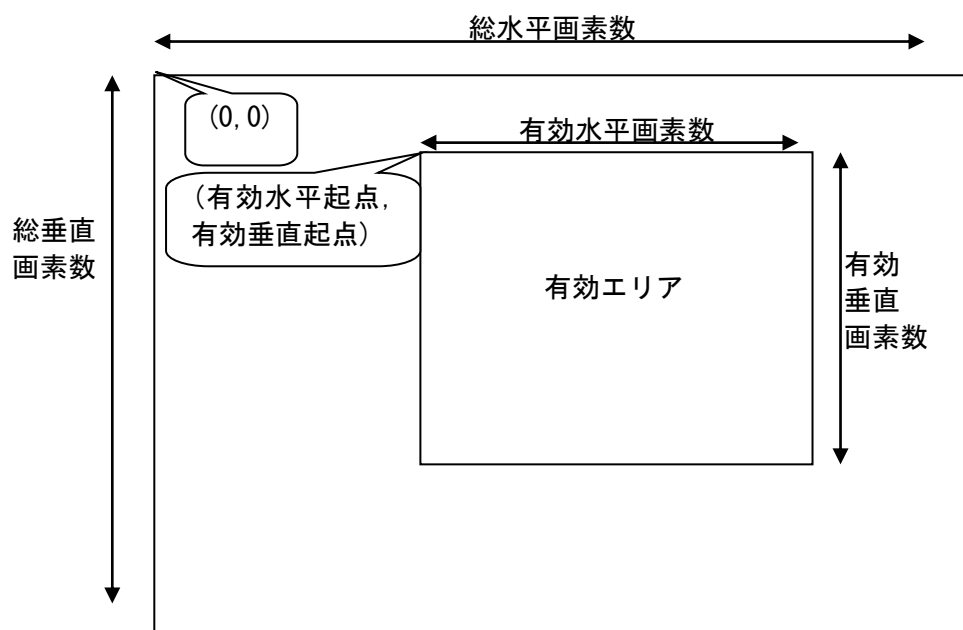 総水平画素数
(0,0)
有効水平画素数
(有効水平起点,
有効垂直起点)
総垂直
画素数
有効エリア
有効
垂直
画素数